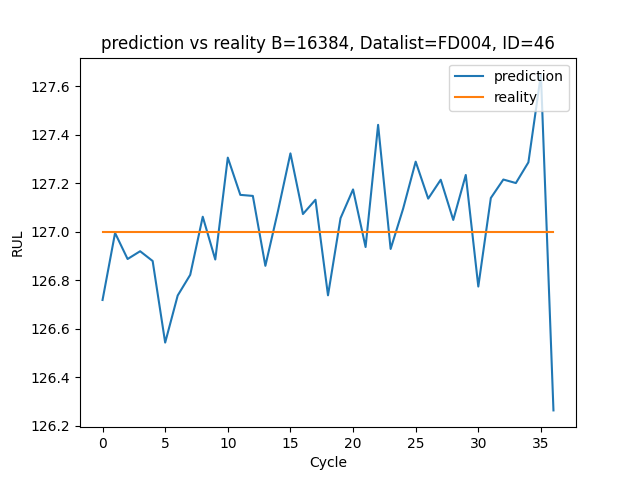 prediction vs reality B=16384, Datalist=FD004, ID=46
prediction
reality
127.6
127.4
127.2
127.0
126.8
126.6
126.4
126.2
RUL
0 5 10 15 20 25 30 35
Cycle